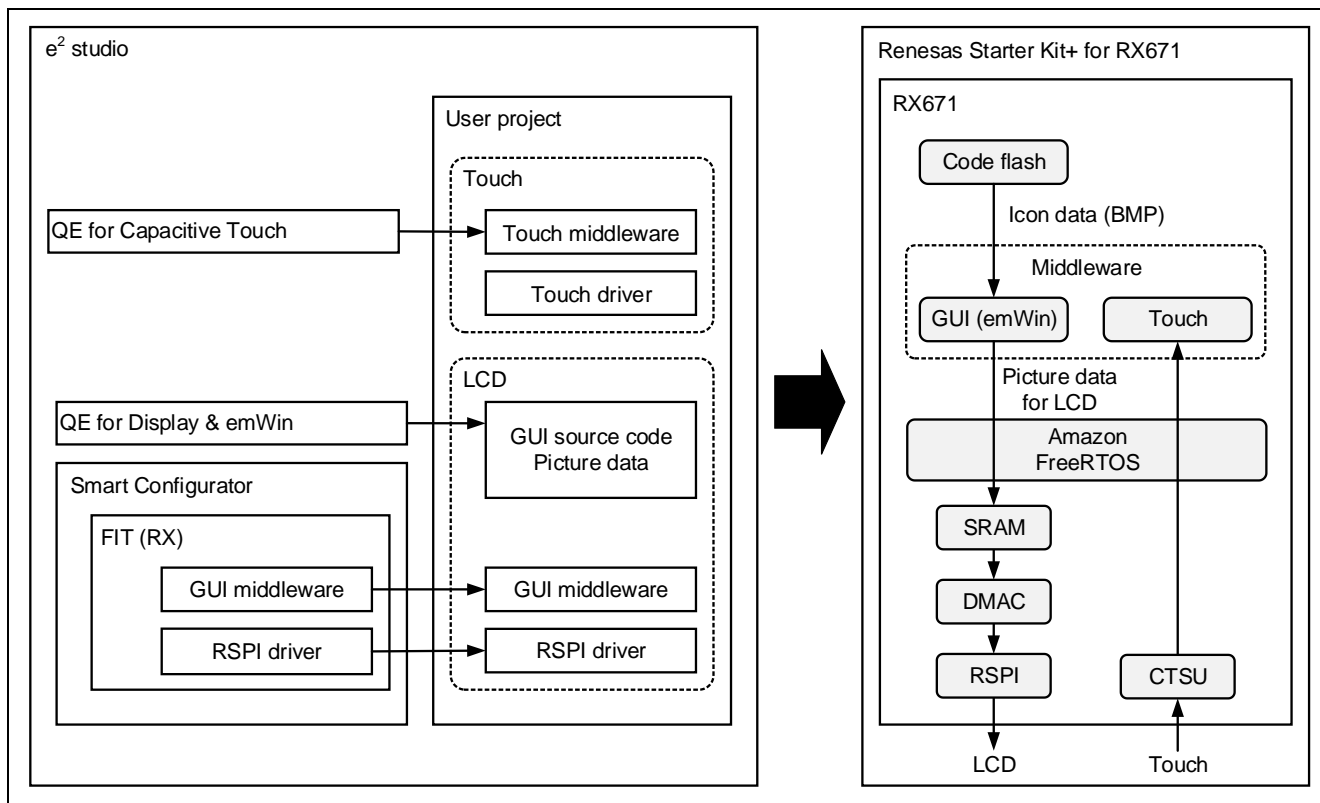 e² studio
User project
Touch
QE for Capacitive Touch
Touch middleware
Touch driver
LCD
QE for Display & emWin
GUI source code
Picture data
Smart Configurator
FIT (RX)
GUI middleware
GUI middleware
RSPI driver
RSPI driver
Renesas Starter Kit+ for RX671
RX671
Code flash
Icon data (BMP)
Middleware
GUI (emWin)
Touch
Picture data
for LCD
Amazon
FreeRTOS
SRAM
DMAC
RSPI
CTSU
LCD
Touch